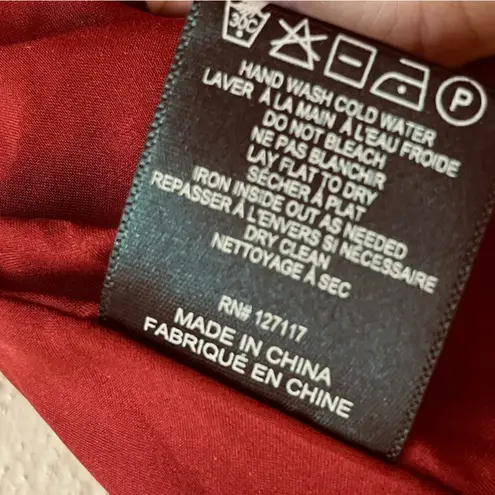 30C P
HAND WASH COLD WATER
LAVER À LA MAIN À L'EAU FROIDE
DO NOT BLEACH
NE PAS BLANCHIR
LAY FLAT TO DRY
SÉCHER À PLAT
IRON INSIDE OUT AS NEEDED
REPASSER À L'ENVERS SI NÉCESSAIRE
DRY CLEAN
NETTOYAGE À SEC
RN# 127117
MADE IN CHINA
FABRIQUÉ EN CHINE